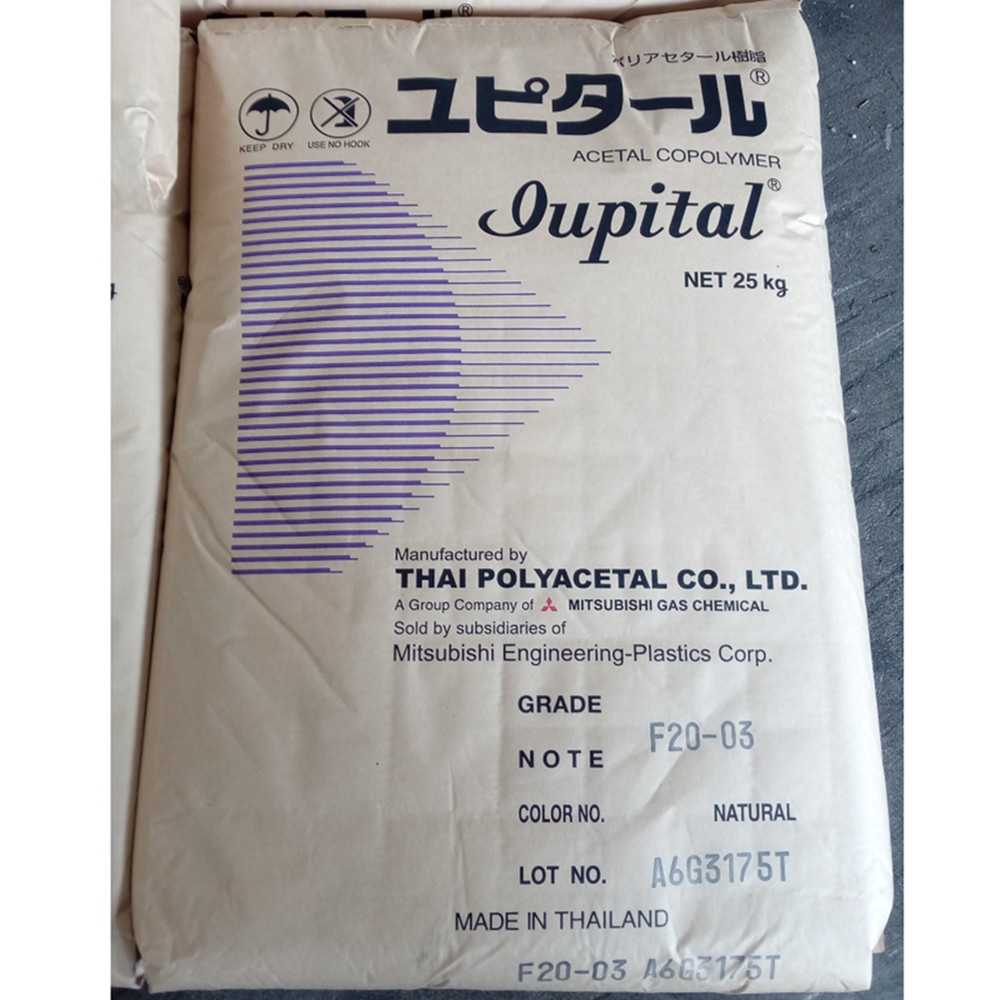 ポリアセタール樹脂
ユピタール®
KEEP DRY
USE NO HOOK
ACETAL COPOLYMER
Iupital®
NET 25 kg
Manufactured by
THAI POLYACETAL CO., LTD.
A Group Company of MITSUBISHI GAS CHEMICAL
Sold by subsidiaries of
Mitsubishi Engineering-Plastics Corp.
GRADE
F20-03
NOTE
COLOR NO. NATURAL
LOT NO. A6G3175T
MADE IN THAILAND
F20-03 A6G3175T